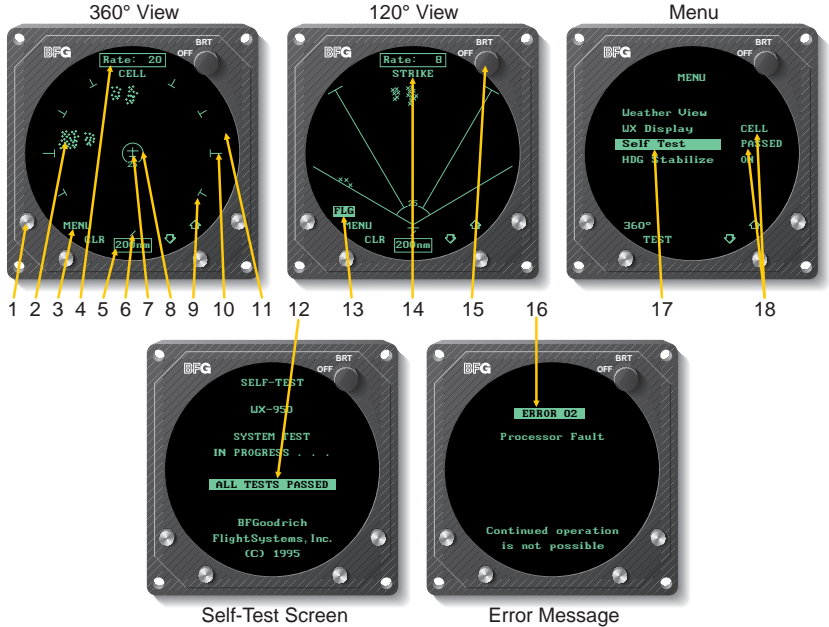 360° View
BFG
BRT
OFF
Rate: 20
CELL
25
MENU
CLR
200nm
120° View
BFG
BRT
OFF
Rate: 8
STRIKE
25
FLG
MENU
CLR
200nm
Menu
BFG
BRT
OFF
MENU
Weather View
WX Display CELL
Self Test PASSED
HDG Stabilize ON
360°
TEST
1 2 3 4 5 6 7 8 9 10 11 12 13 14 15 16 17 18
BFG
BRT
OFF
SELF-TEST
WX-950
SYSTEM TEST
IN PROGRESS . . .
ALL TESTS PASSED
BFGoodrich
FlightSystems, Inc.
(C) 1995
Self-Test Screen
BFG
BRT
OFF
ERROR 02
Processor Fault
Continued operation
is not possible
Error Message